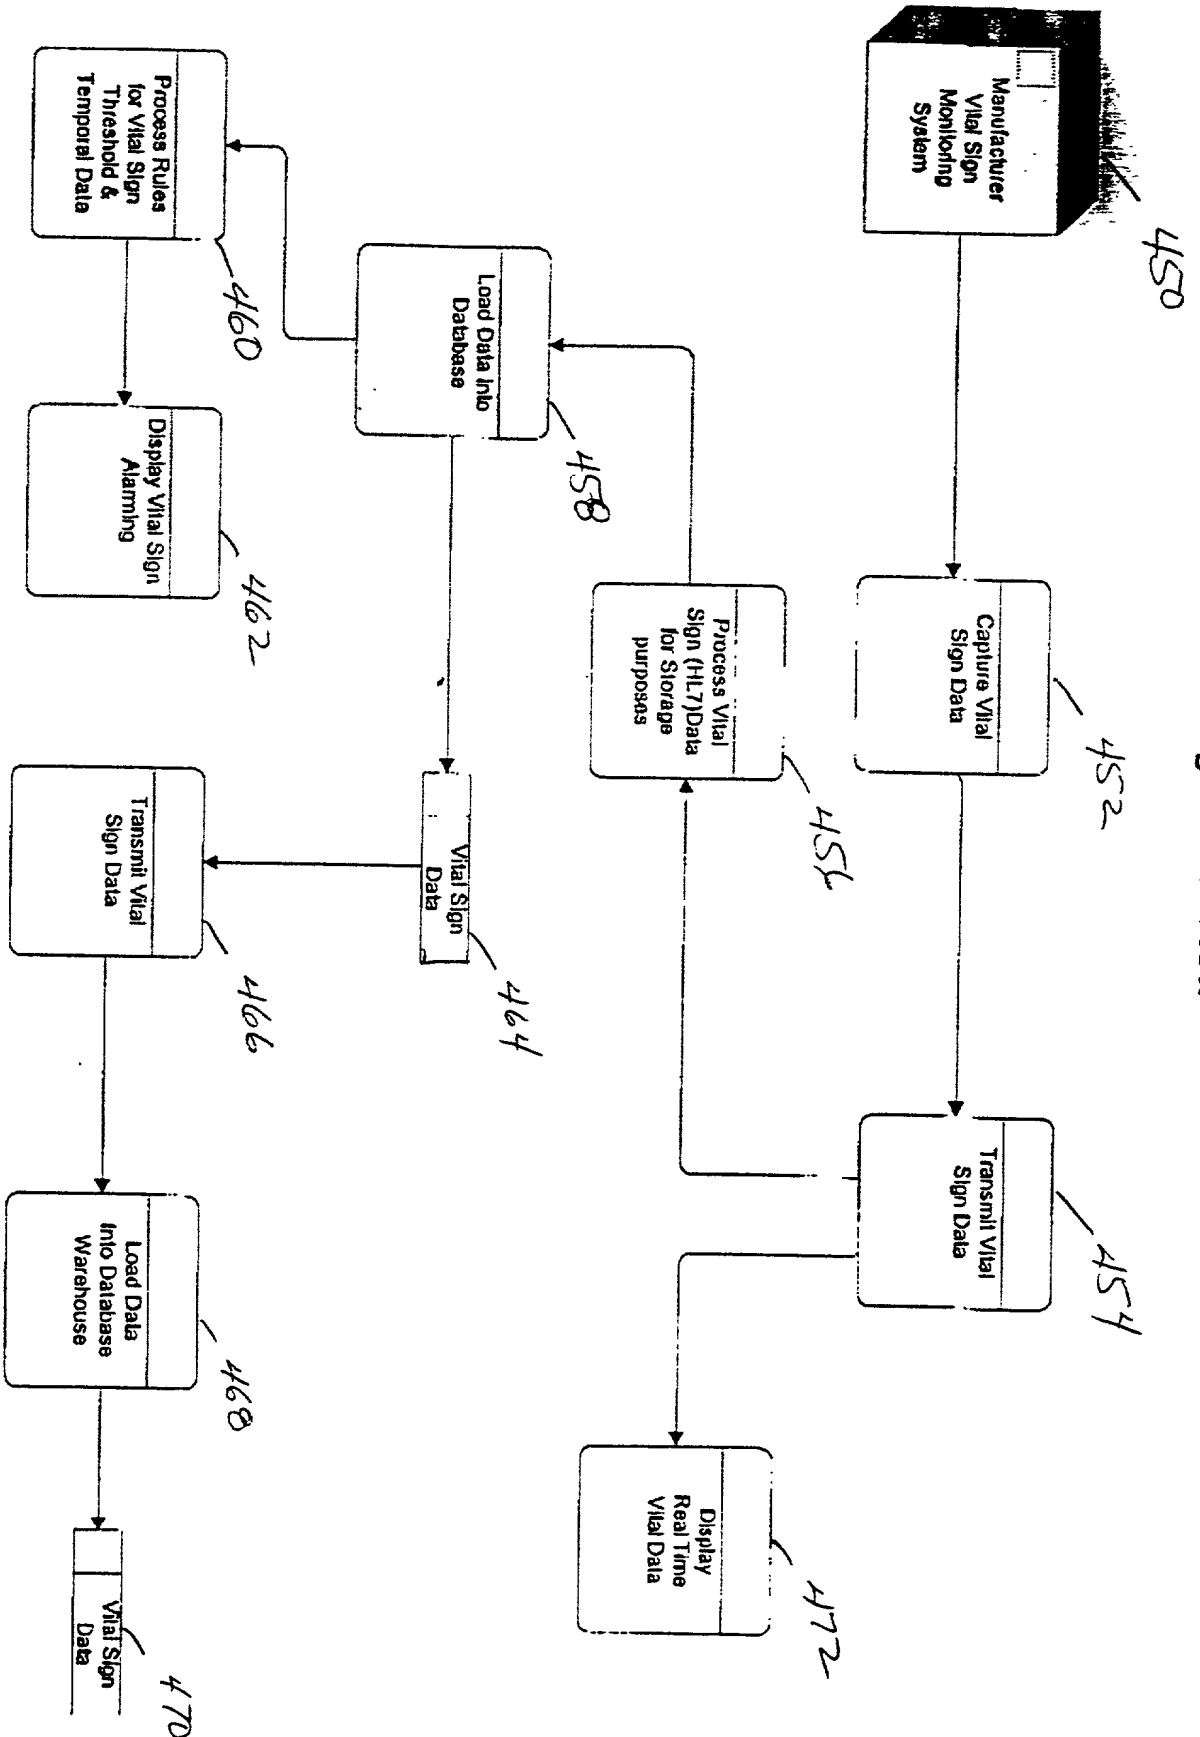 Manufacturer
Vital Sign
Monitoring
System
450
Capture Vital
Sign Data
452
Transmit Vital
Sign Data
454
Process Vital
Sign (HL7)Data
for Storage
purposes
456
Display
Real Time
Vital Data
472
Load Data Into
Database
458
Vital Sign
Data
464
Process Rules
for Vital Sign
Threshold &
Temporal Data
460
Display Vital Sign
Alarming
462
Transmit Vital
Sign Data
466
Load Data
Into Database
Warehouse
468
Vital Sign
Data
470